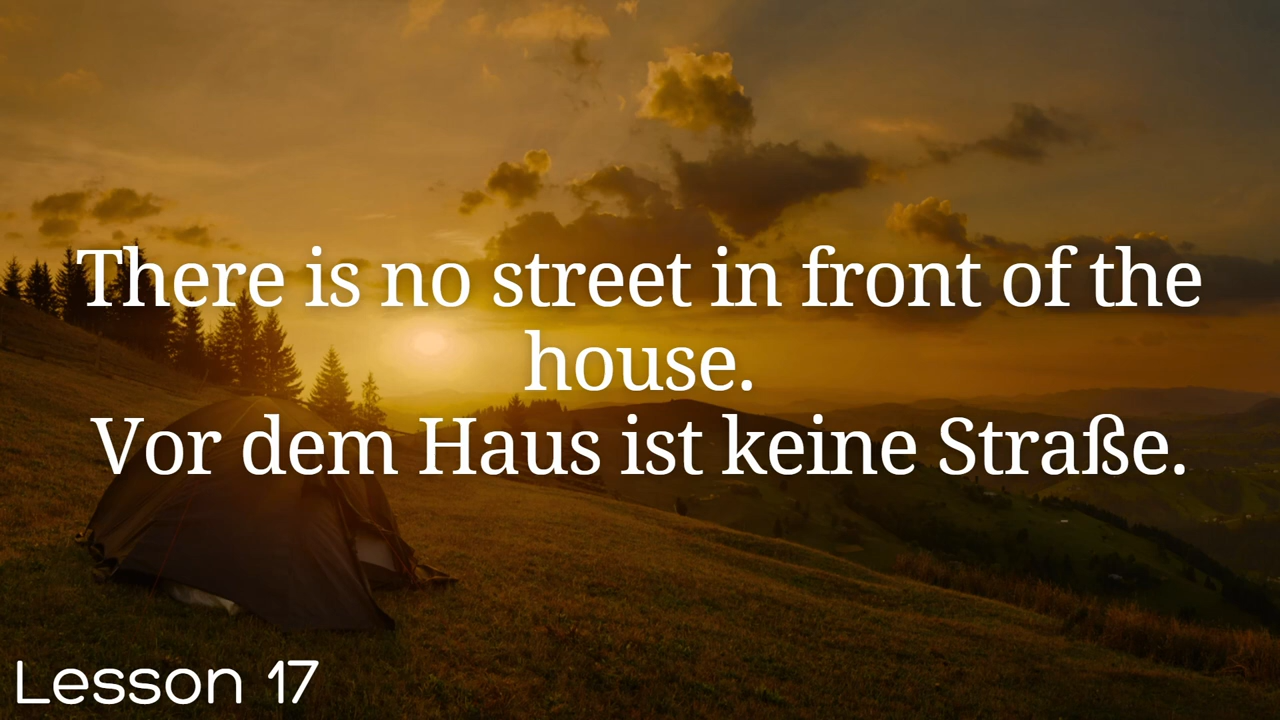 There is no street in front of the
house.
Vor dem Haus ist keine Straße.
Lesson 17